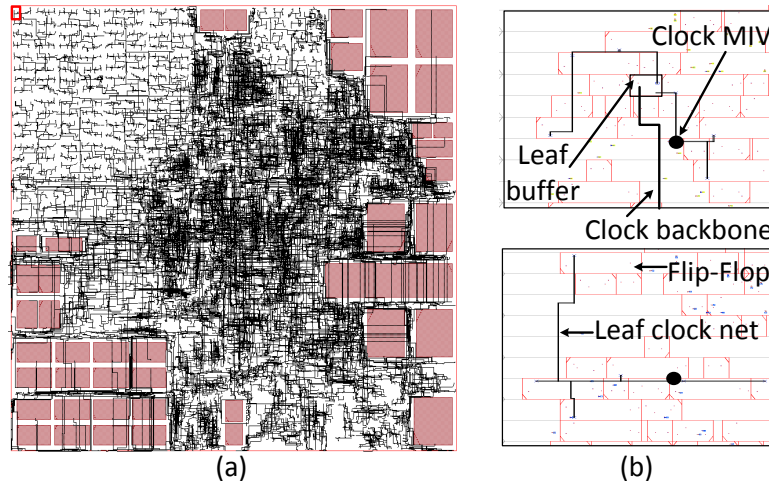 Clock MIV
Leaf
buffer
Clock backbone
Flip-Flop
Leaf clock net
(a)
(b)